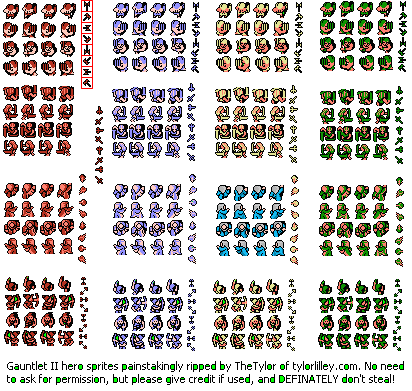 Gauntlet II hero sprites painstakingly ripped by TheTylor of tylorlilley.com. No need
to ask for permission, but please give credit if used, and DEFINATELY don't steal!